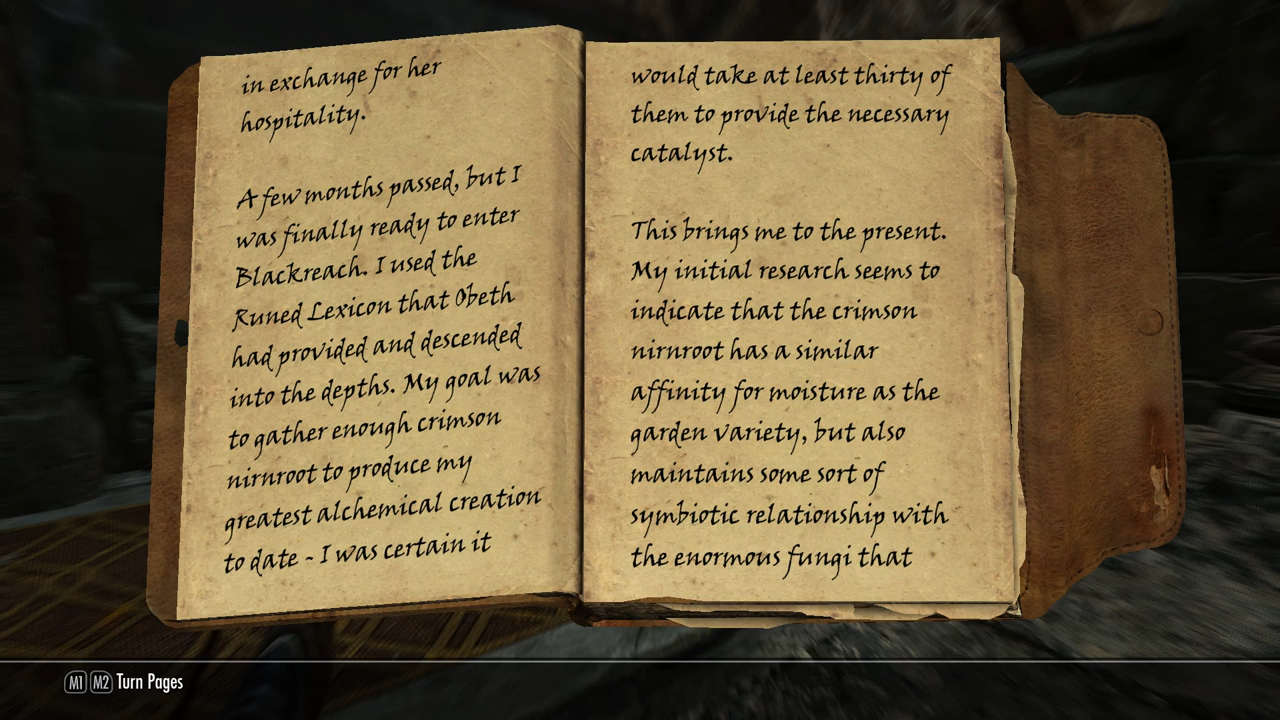 in exchange for her
hospitality.
A few months passed, but I
was finally ready to enter
Blackreach. I used the
Runed Lexicon that Obeth
had provided and descended
into the depths. My goal was
to gather enough crimson
nirnroot to produce my
greatest alchemical creation
to date - I was certain it
would take at least thirty of
them to provide the necessary
catalyst.
This brings me to the present.
My initial research seems to
indicate that the crimson
nirnroot has a similar
affinity for moisture as the
garden variety, but also
maintains some sort of
symbiotic relationship with
the enormous fungi that
M1 M2 Turn Pages